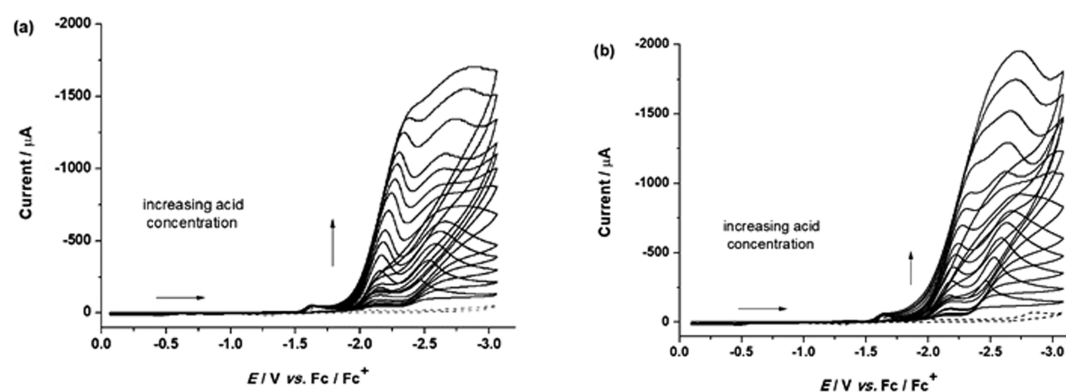 (a)
-2000
-1500
-1000
-500
0
Current / µA
increasing acid
concentration
0.0 -0.5 -1.0 -1.5 -2.0 -2.5 -3.0
E / V vs. Fc / Fc+
(b)
-2000
-1500
-1000
-500
0
Current / µA
increasing acid
concentration
0.0 -0.5 -1.0 -1.5 -2.0 -2.5 -3.0
E / V vs. Fc / Fc+